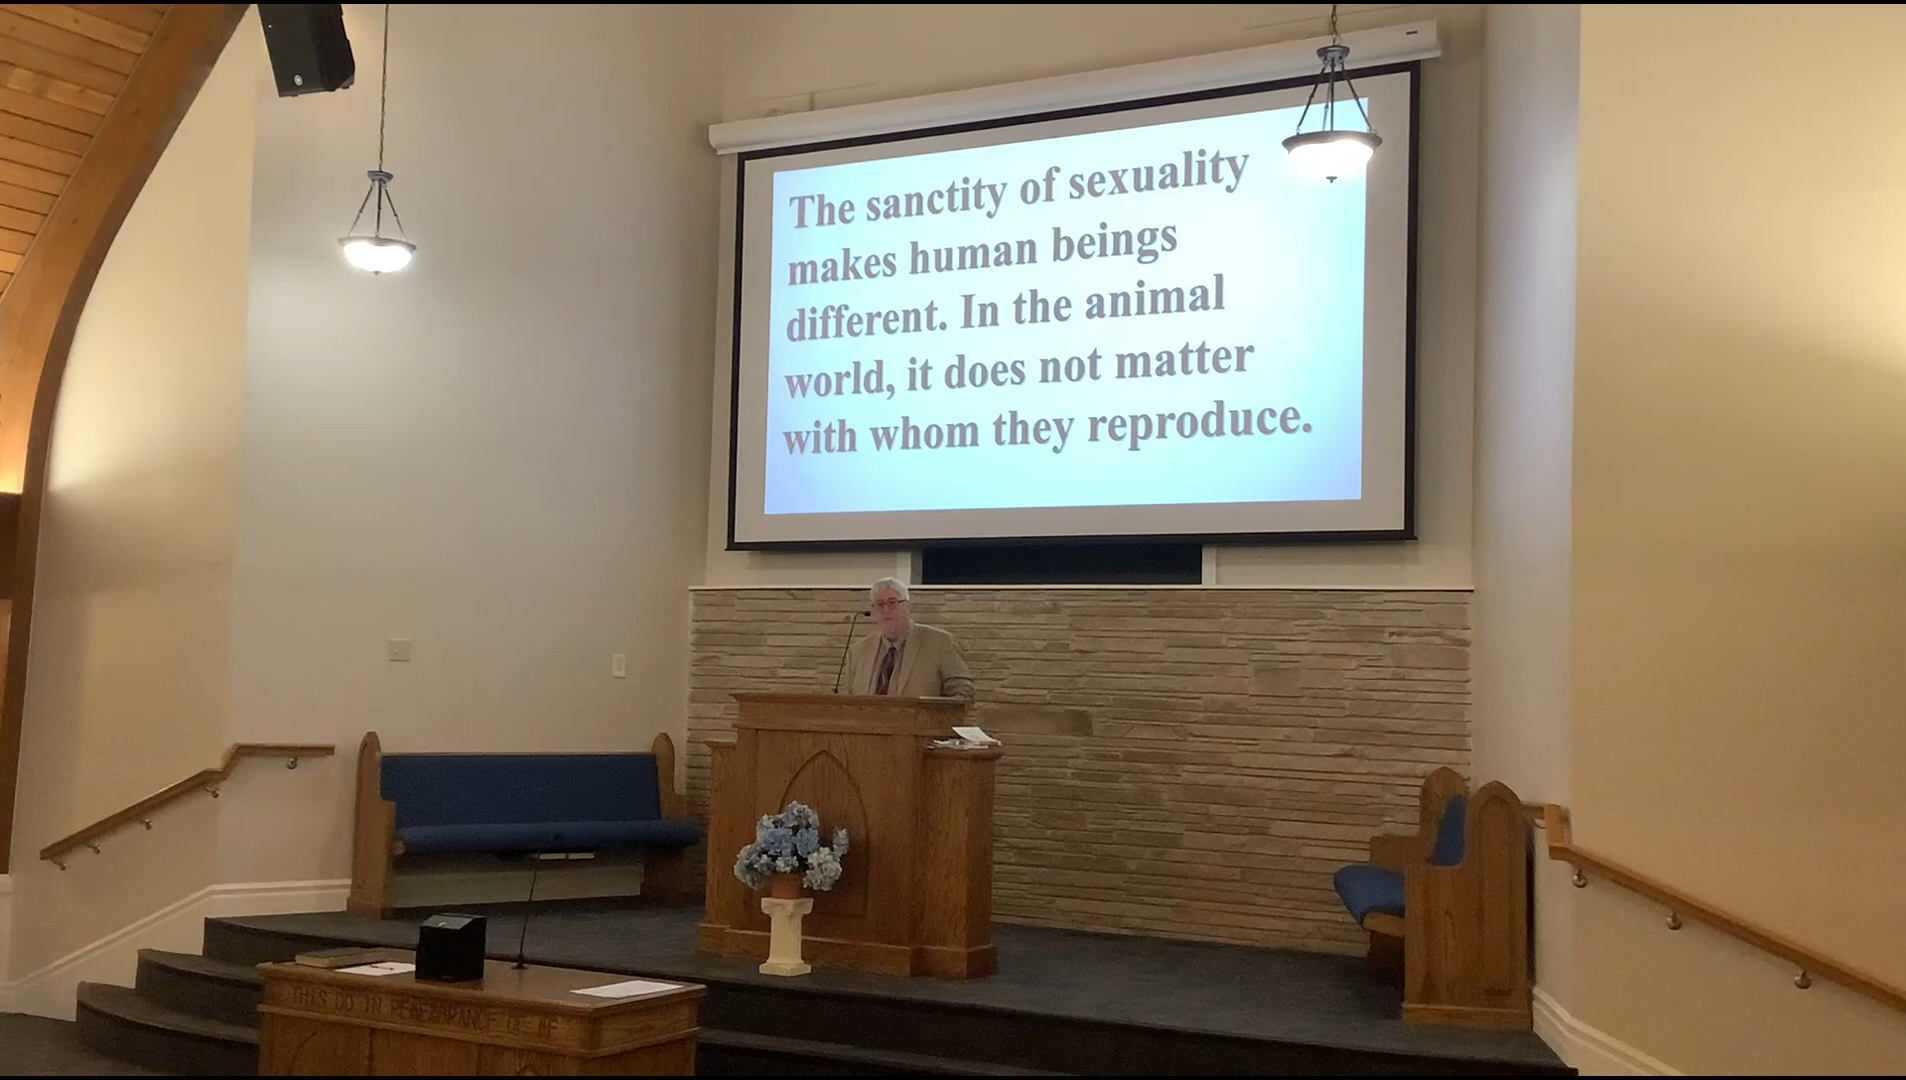 The sanctity of sexuality
makes human beings
different. In the animal
world, it does not matter
with whom they reproduce.
THIS DO IN REMEMBRANCE OF ME